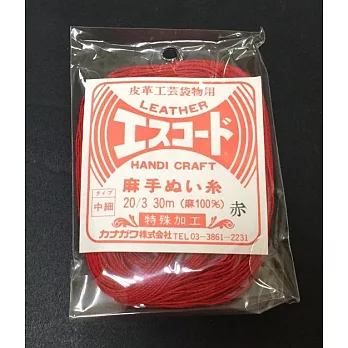 皮革工芸袋物用
LEATHER
エスコード
HANDI CRAFT
麻手ぬい糸
タイプ
中細
20/3 30m (麻100%) 赤
特殊加工
カナガワ株式会社 TEL 03-3861-2231